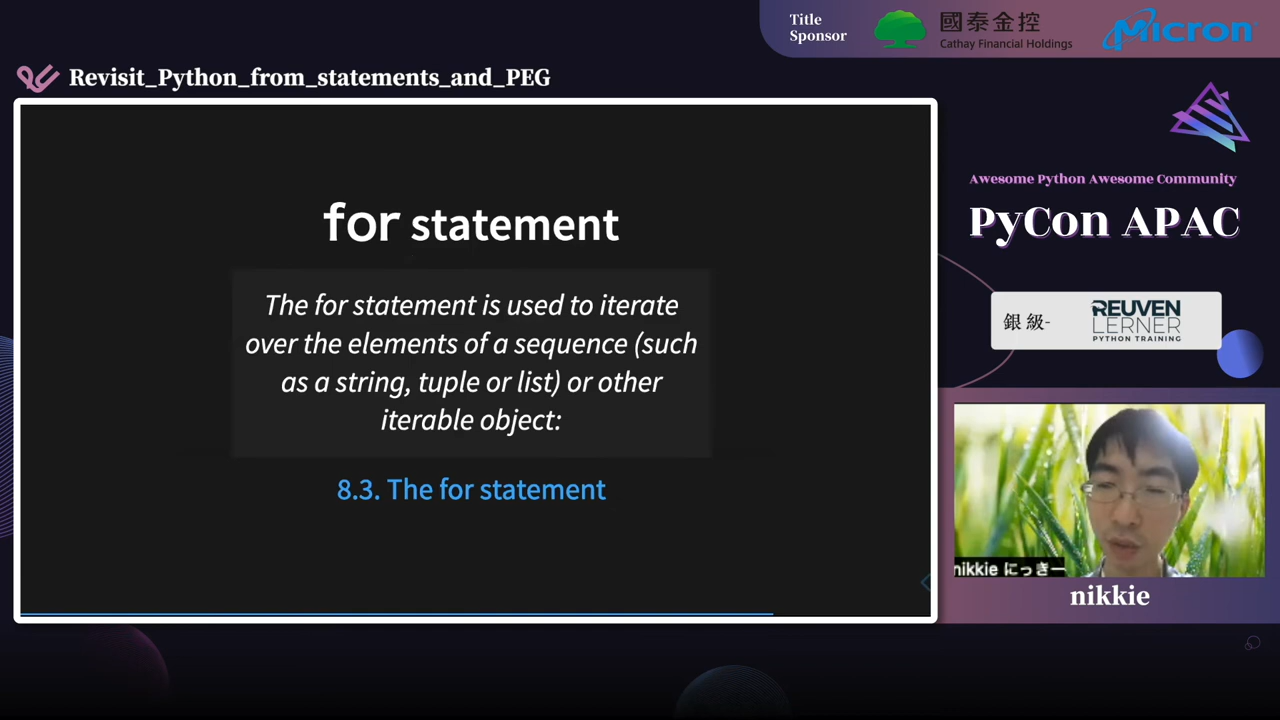 Title
Sponsor
國泰金控
Cathay Financial Holdings
Micron
Revisit_Python_from_statements_and_PEG
for statement
The for statement is used to iterate
over the elements of a sequence (such
as a string, tuple or list) or other
iterable object:
8.3. The for statement
Awesome Python Awesome Community
PyCon APAC
銀級-
REUVEN
LERNER
PYTHON TRAINING
nikkie にっきー
nikkie